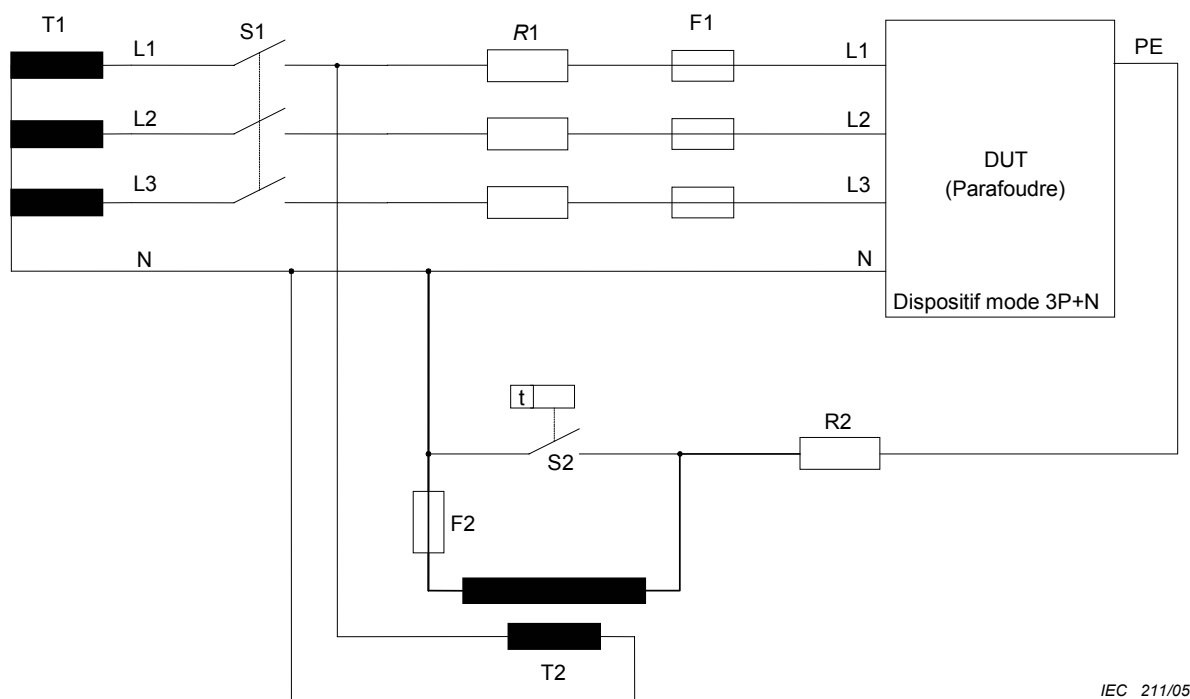 T1
L1
S1
R1
F1
L1
PE
L2
L2
DUT
(Parafoudre)
L3
L3
N
N
Dispositif mode 3P+N
t
S2
R2
F2
T2
IEC 211/05